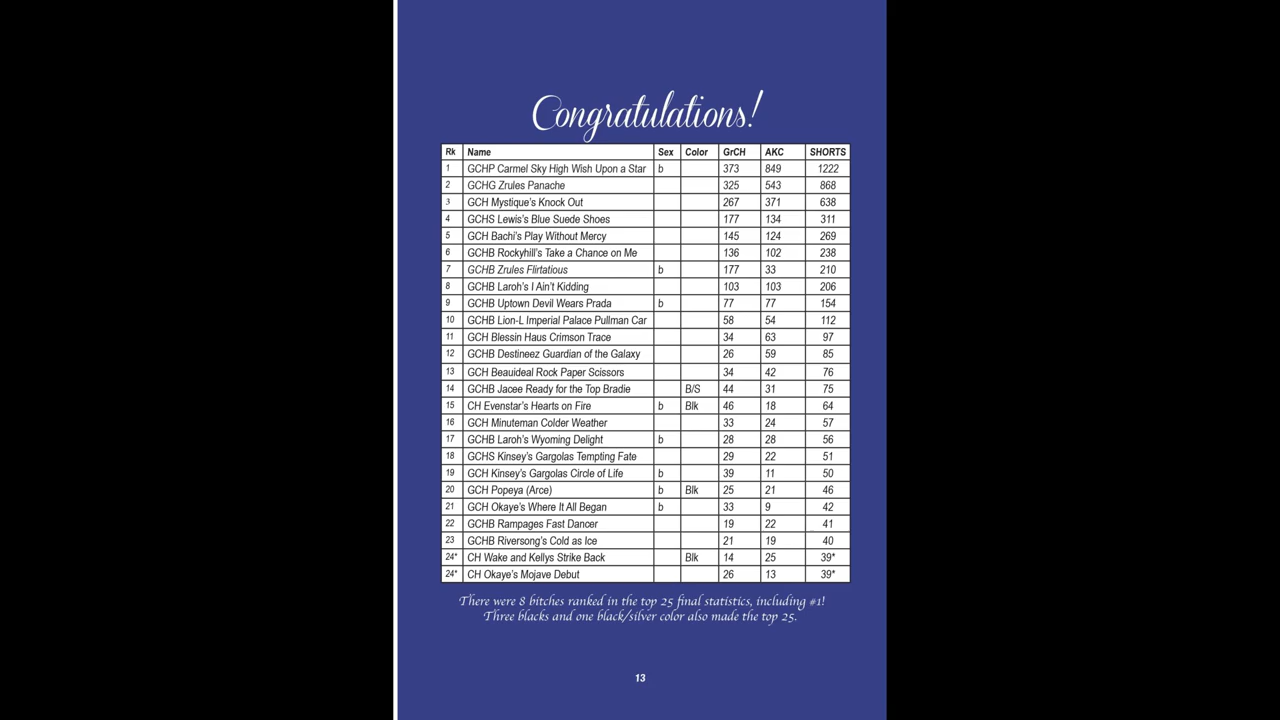 Congratulations!
Rk Name Sex Color GrCH AKC SHORTS
1 GCHP Carmel Sky High Wish Upon a Star b 373 849 1222
2 GCHG Zrules Panache 325 543 868
3 GCH Mystique's Knock Out 267 371 638
4 GCHS Lewis's Blue Suede Shoes 177 134 311
5 GCH Bachi's Play Without Mercy 145 124 269
6 GCHB Rockyhill's Take a Chance on Me 136 102 238
7 GCHB Zrules Flirtatious b 177 33 210
8 GCHB Laroh's I Ain't Kidding 103 103 206
9 GCHB Uptown Devil Wears Prada b 77 77 154
10 GCHB Lion-L Imperial Palace Pullman Car 58 54 112
11 GCH Blessin Haus Crimson Trace 34 63 97
12 GCHB Destineez Guardian of the Galaxy 26 59 85
13 GCH Beauideal Rock Paper Scissors 34 42 76
14 GCHB Jacee Ready for the Top Bradie B/S 44 31 75
15 CH Evenstar's Hearts on Fire b Blk 46 18 64
16 GCH Minuteman Colder Weather 33 24 57
17 GCHB Laroh's Wyoming Delight b 28 28 56
18 GCHS Kinsey's Gargolas Tempting Fate 29 22 51
19 GCH Kinsey's Gargolas Circle of Life b 39 11 50
20 GCH Popeya (Arce) b Blk 25 21 46
21 GCH Okaye's Where It All Began b 33 9 42
22 GCHB Rampages Fast Dancer 19 22 41
23 GCHB Riversong's Cold as Ice 21 19 40
24* CH Wake and Kellys Strike Back Blk 14 25 39*
24* CH Okaye's Mojave Debut 26 13 39*
There were 8 bitches ranked in the top 25 final statistics, including #1!
Three blacks and one black/silver color also made the top 25.
13